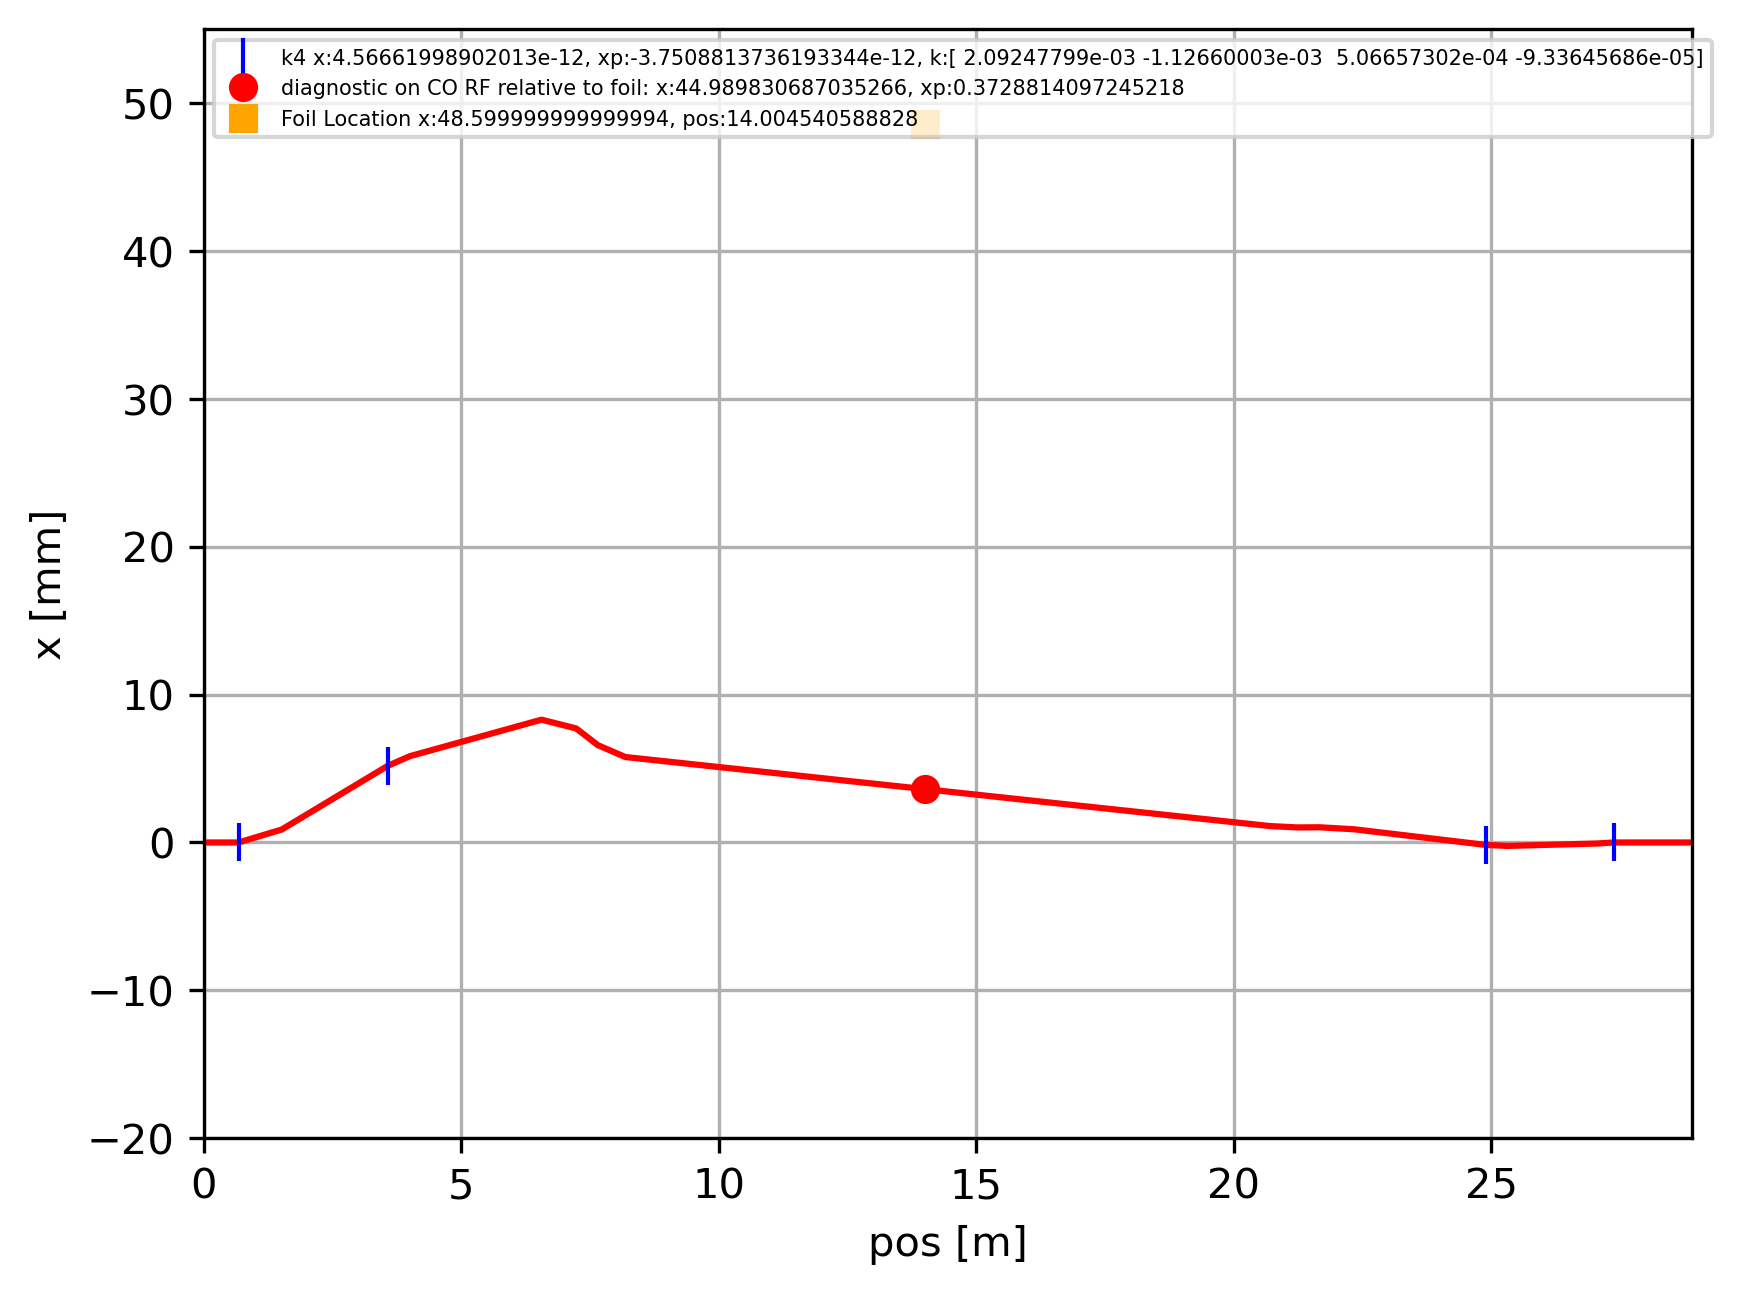 k4 x:4.56661998902013e-12, xp:-3.7508813736193344e-12, k:[ 2.09247799e-03 -1.12660003e-03  5.06657302e-04 -9.33645686e-05]
diagnostic on CO RF relative to foil: x:44.989830687035266, xp:0.3728814097245218
Foil Location x:48.599999999999994, pos:14.004540588828
50
40
30
20
10
0
−10
−20
x [mm]
0 5 10 15 20 25
pos [m]